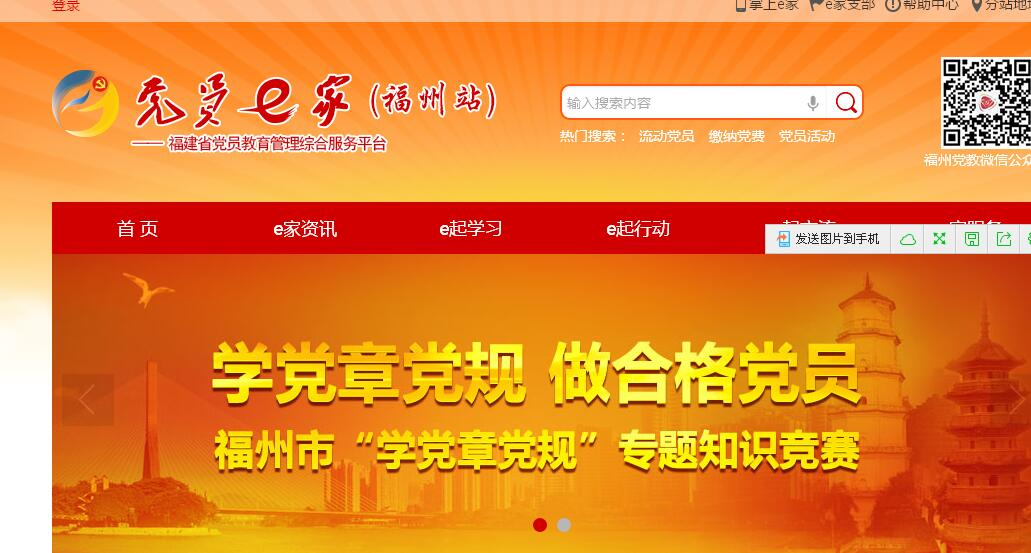 登录
掌上e家 e家支部 帮助中心
党员e家(福州站)
—— 福建省党员教育管理综合服务平台
输入搜索内容
热门搜索： 流动党员 缴纳党费 党员活动
福州党教微信公众
首 页 e家资讯 e起学习 e起行动
发送图片到手机
学党章党规 做合格党员
福州市“学党章党规”专题知识竞赛